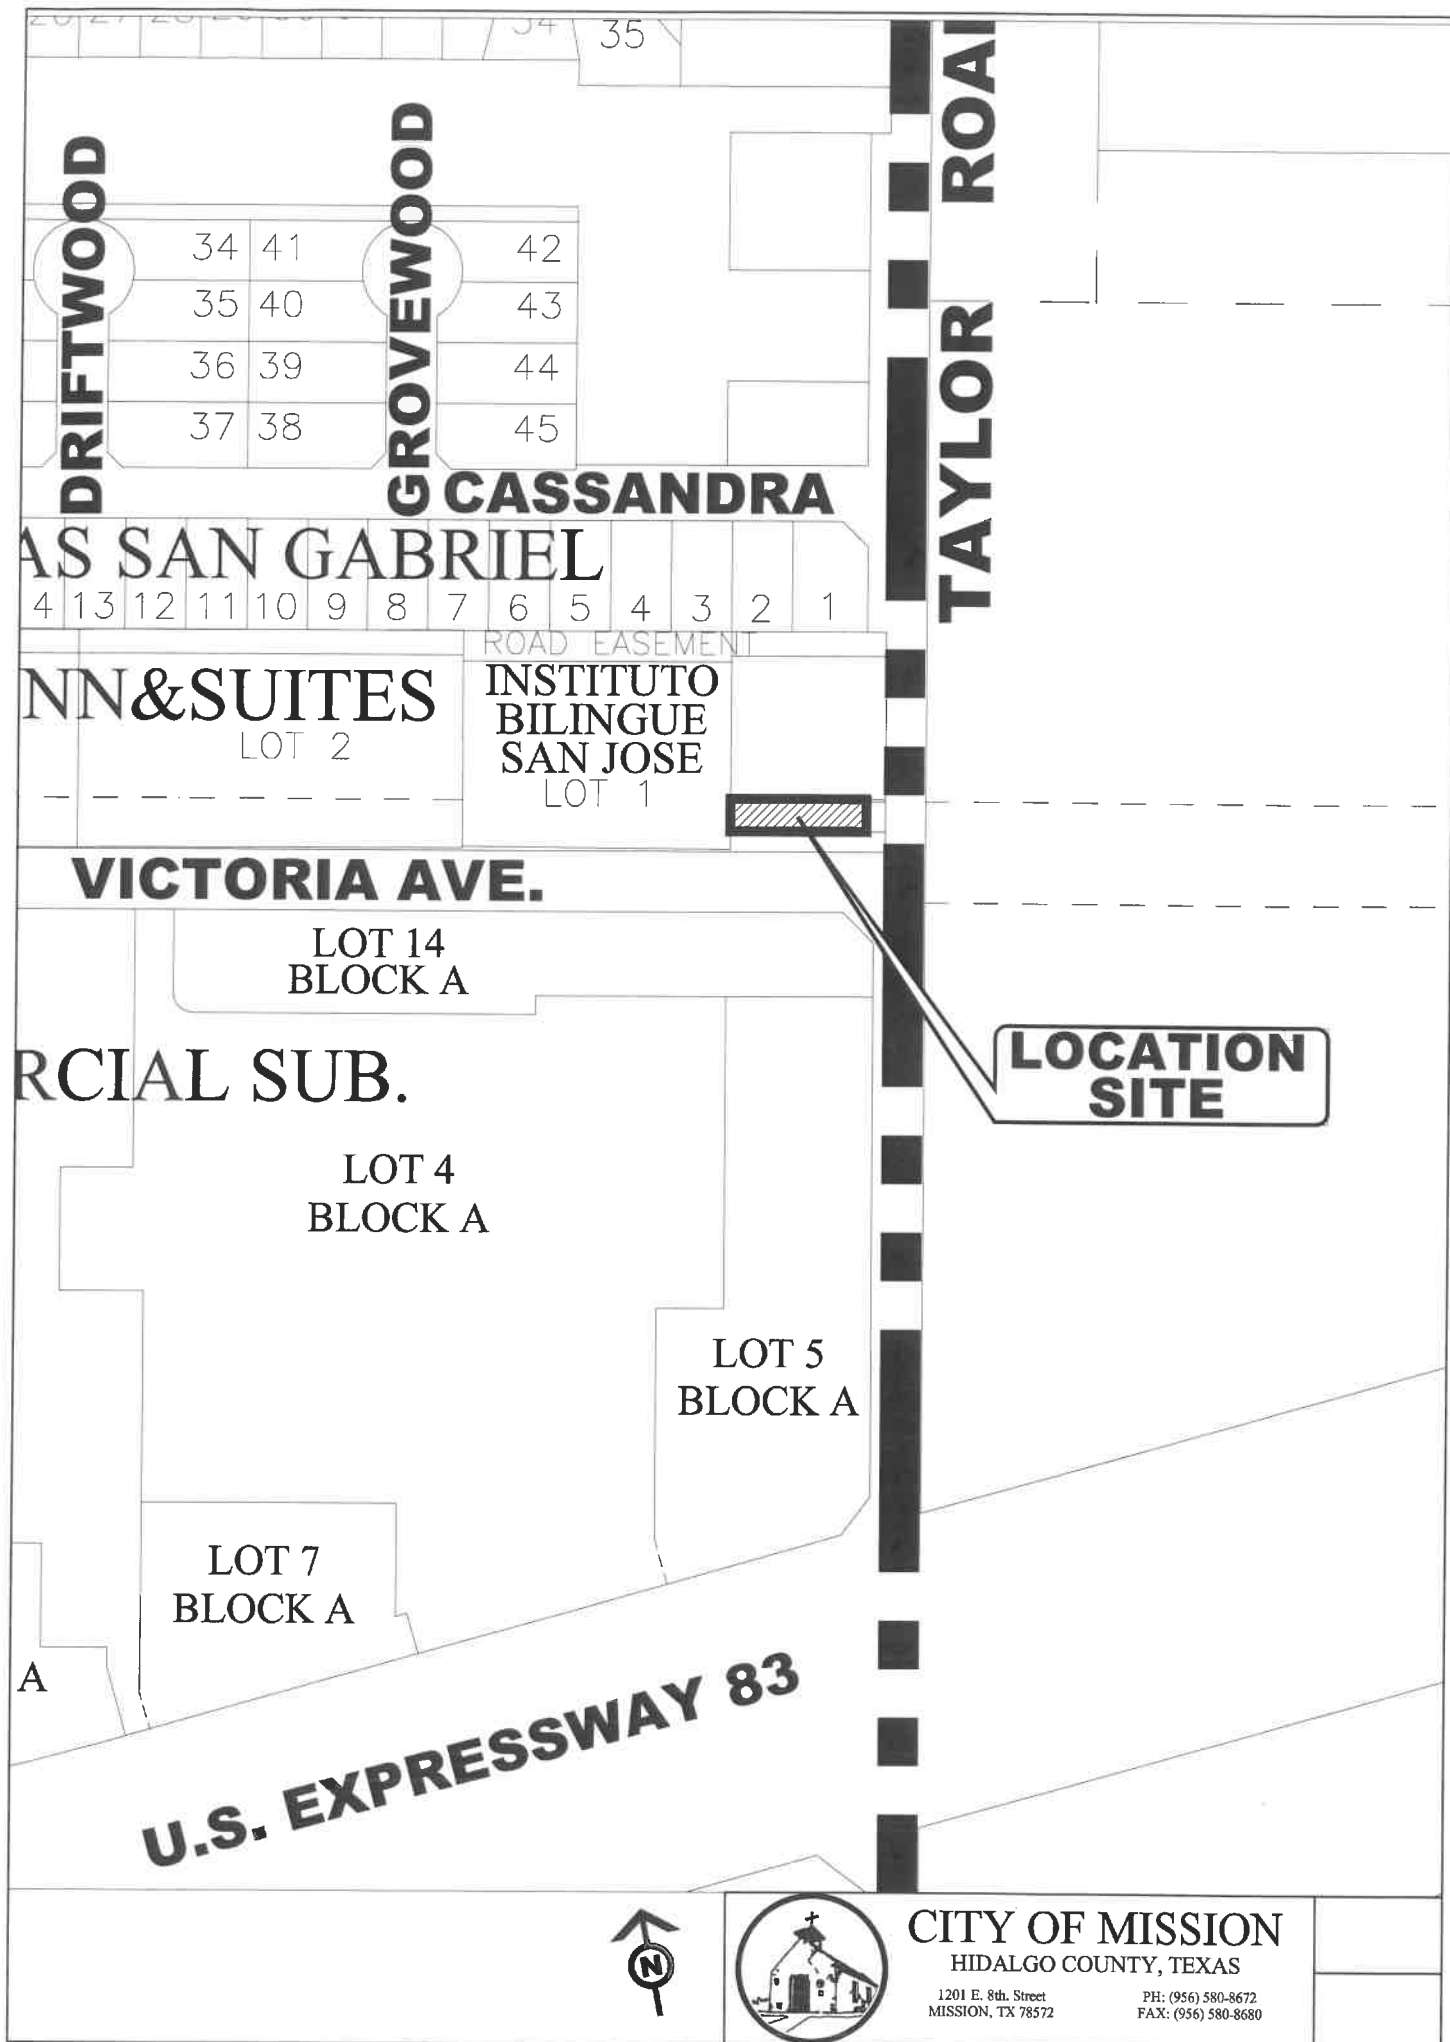 35
ROAD
TAYLOR
DRIFTWOOD
GROVEWOOD
34 41 42
35 40 43
36 39 44
37 38 45
CASSANDRA
AS SAN GABRIEL
4 13 12 11 10 9 8 7 6 5 4 3 2 1
ROAD EASEMENT
NN&SUITES
LOT 2
INSTITUTO
BILINGUE
SAN JOSE
LOT 1
VICTORIA AVE.
LOT 14
BLOCK A
LOCATION
SITE
RCIAL SUB.
LOT 4
BLOCK A
LOT 5
BLOCK A
LOT 7
BLOCK A
A
U.S. EXPRESSWAY 83
N
CITY OF MISSION
HIDALGO COUNTY, TEXAS
1201 E. 8th. Street PH: (956) 580-8672
MISSION, TX 78572 FAX: (956) 580-8680